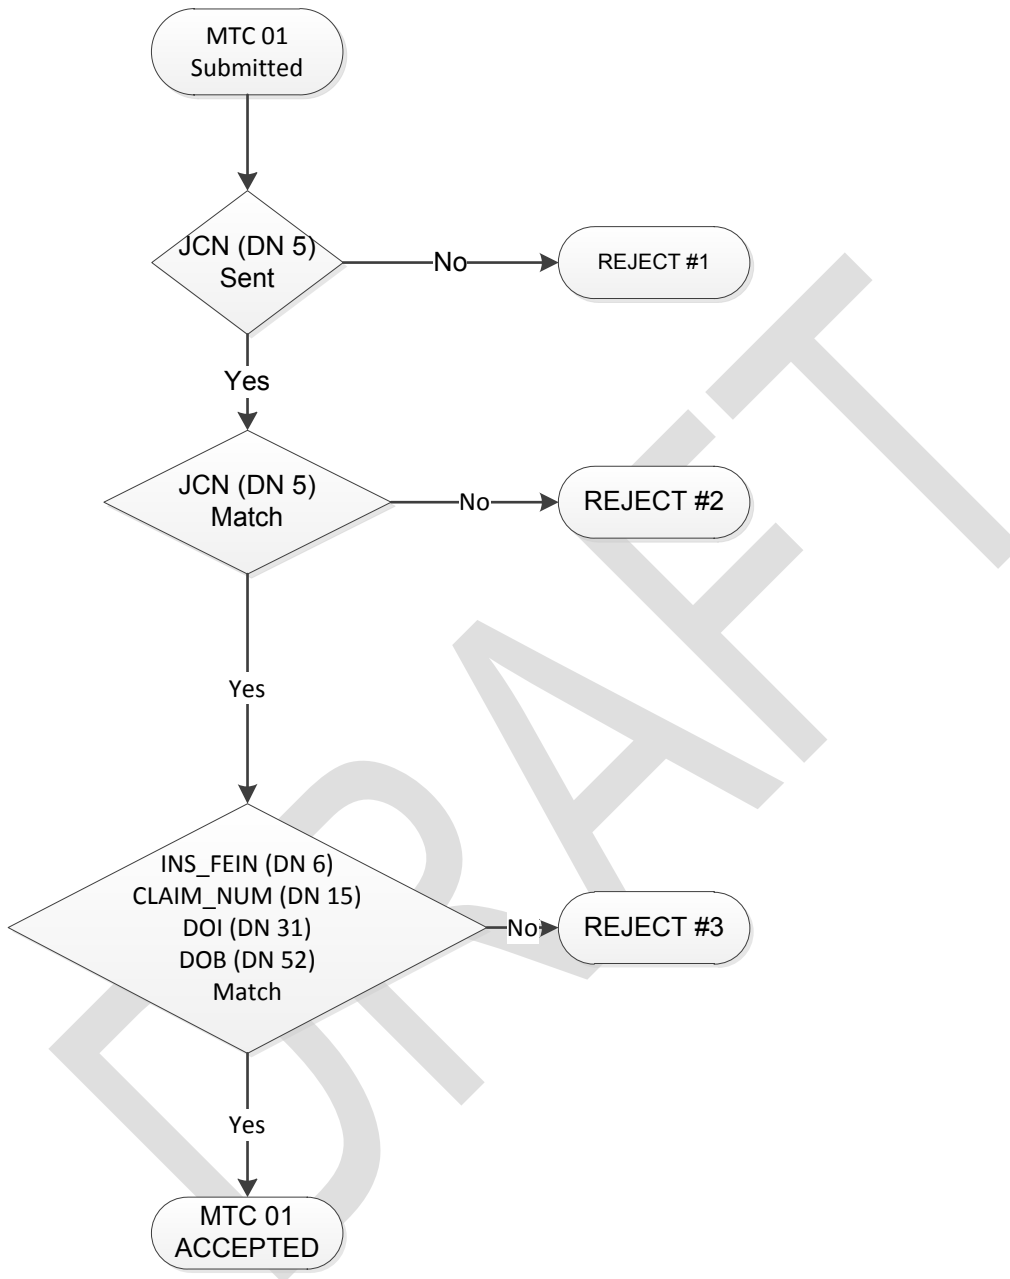 MTC 01
Submitted
JCN (DN 5)
Sent
No
REJECT #1
Yes
JCN (DN 5)
Match
No
REJECT #2
Yes
INS_FEIN (DN 6)
CLAIM_NUM (DN 15)
DOI (DN 31)
DOB (DN 52)
Match
No
REJECT #3
Yes
MTC 01
ACCEPTED
DRAFT